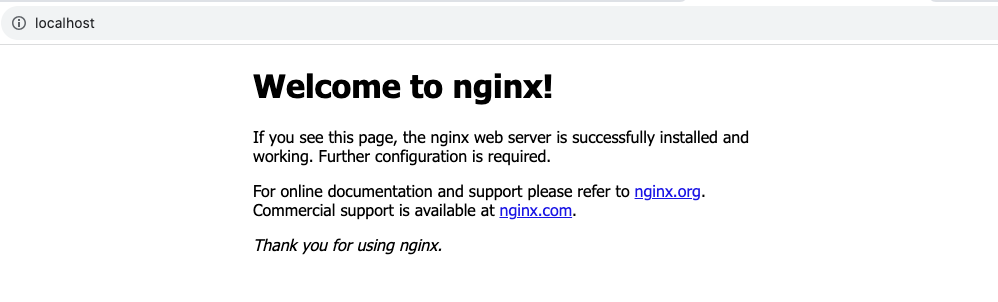 localhost
Welcome to nginx!
If you see this page, the nginx web server is successfully installed and
working. Further configuration is required.
For online documentation and support please refer to nginx.org.
Commercial support is available at nginx.com.
Thank you for using nginx.